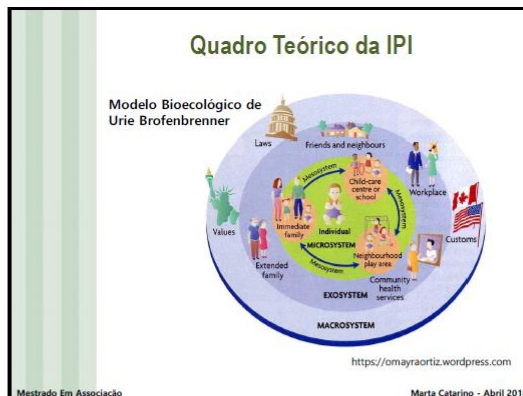 Quadro Teórico da IPI
Modelo Bioecológico de
Urie Brofenbrenner
Laws
Friends and neighbours
Mesosystem
Child-care
centre or
school
Workplace
Values
Immediate
family
Individual
MICROSYSTEM
Mesosystem
Customs
Neighbourhood
play area
Extended
family
Mesosystem
Community
health
services
EXOSYSTEM
MACROSYSTEM
https://omayraortiz.wordpress.com
Mestrado Em Associação
Marta Catarino - Abril 201